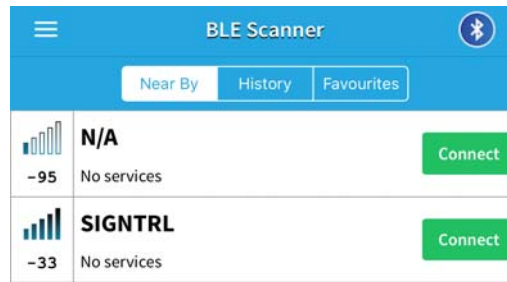 BLE Scanner
Near By History Favourites
N/A
Connect
-95 No services
SIGNTRL
Connect
-33 No services